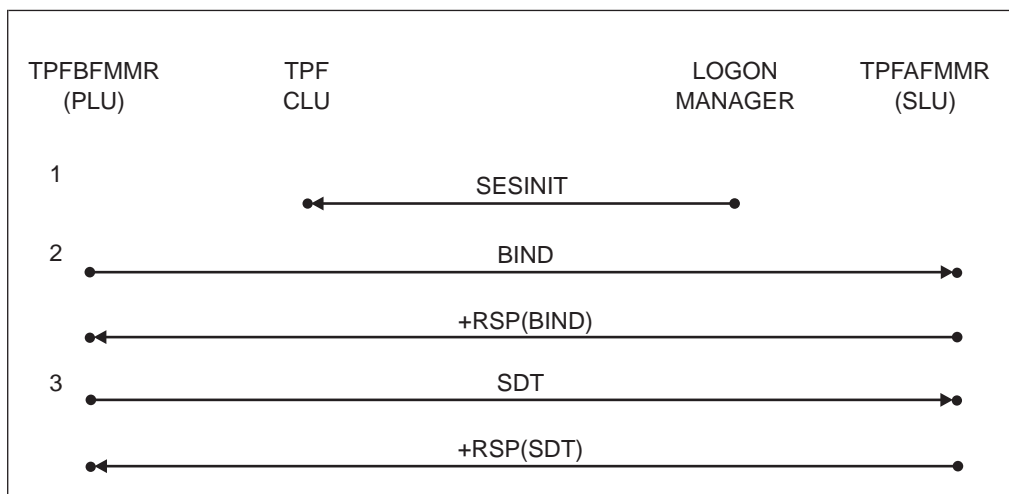 TPFBFMMR
(PLU)
TPF
CLU
LOGON
MANAGER
TPFAFMMR
(SLU)
1
SESINIT
2
BIND
+RSP(BIND)
3
SDT
+RSP(SDT)